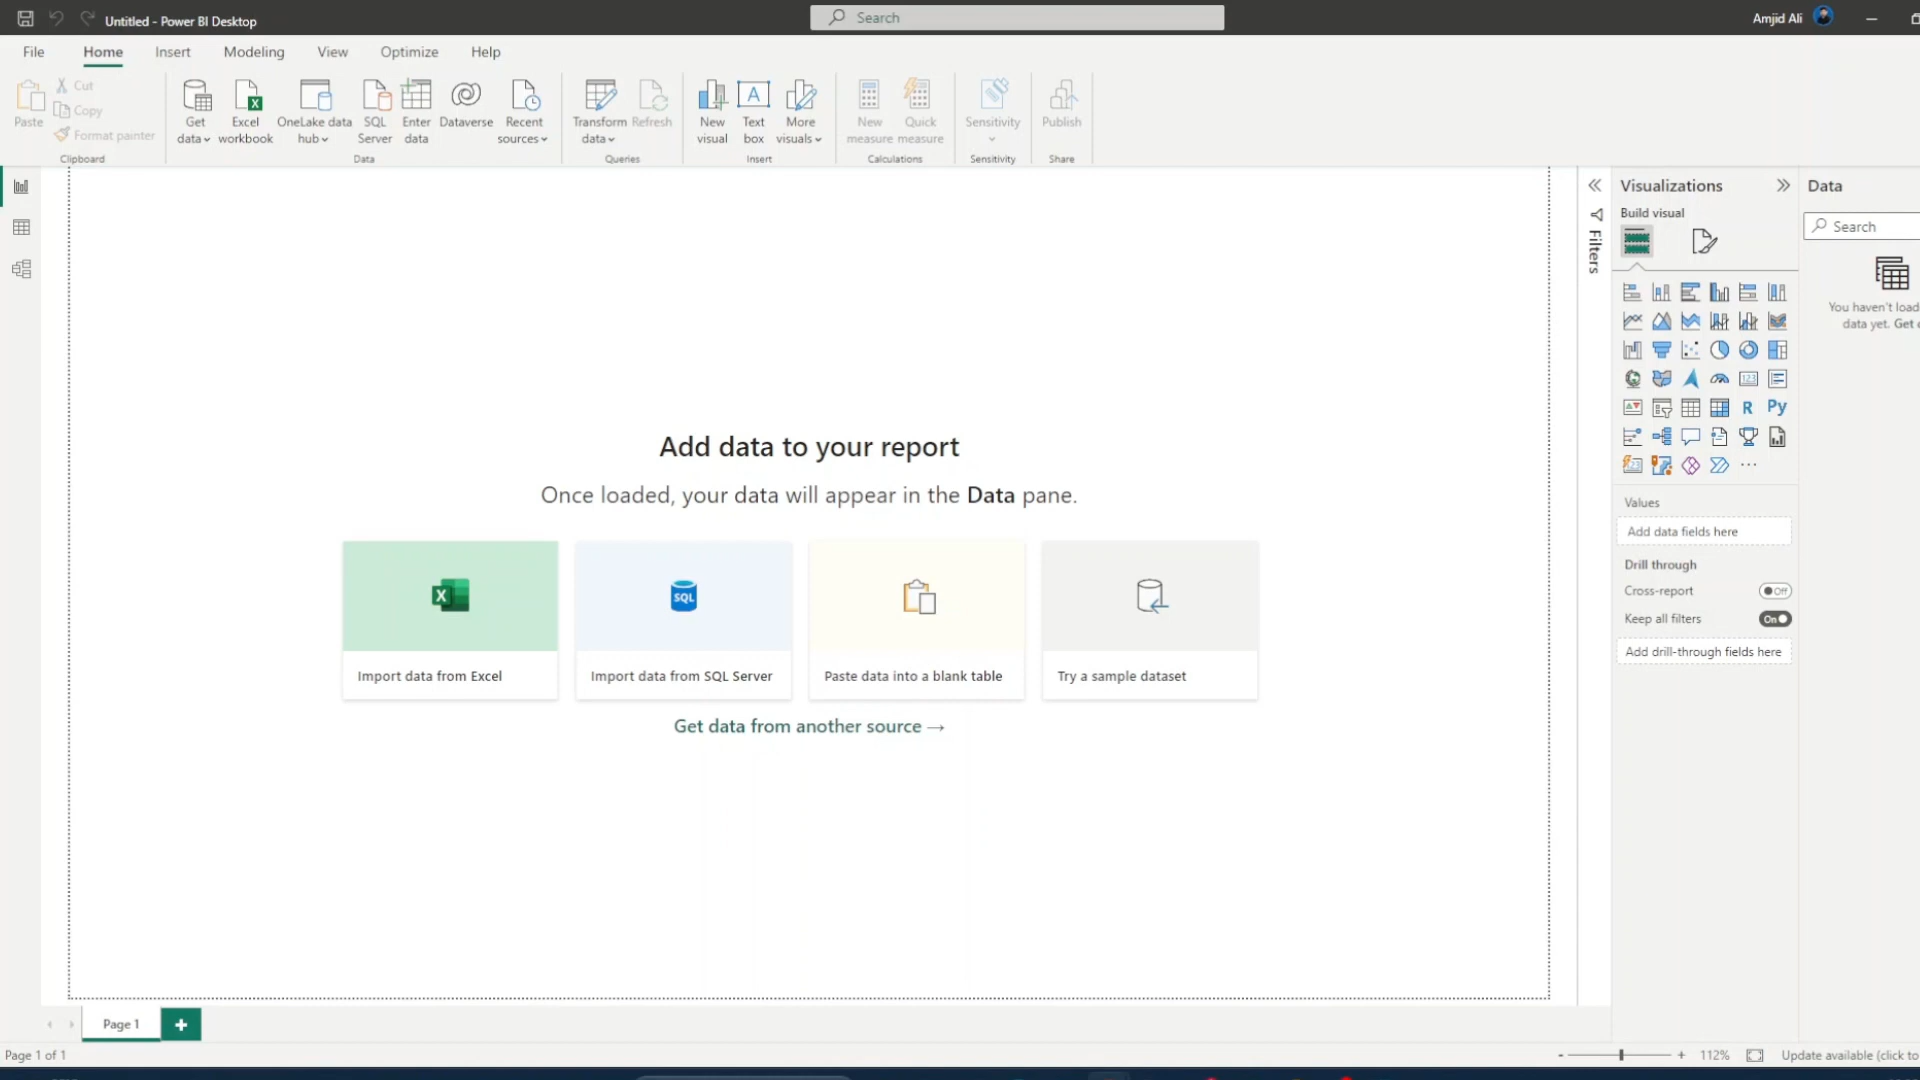 Untitled - Power BI Desktop
Search
Amjid Ali
File
Home
Insert
Modeling
View
Optimize
Help
Paste
Cut
Copy
Format painter
Clipboard
Get
data
Excel
workbook
OneLake data
hub
SQL
Server
Enter
data
Dataverse
Recent
sources
Data
Transform
data
Refresh
Queries
New
visual
Text
box
More
visuals
Insert
New
measure
Quick
measure
Calculations
Sensitivity
Sensitivity
Publish
Share
Filters
Visualizations
Build visual
R
Py
123
Values
Add data fields here
Drill through
Cross-report
Off
Keep all filters
On
Add drill-through fields here
Data
Search
You haven't load
data yet. Get
Add data to your report
Once loaded, your data will appear in the Data pane.
X
SQL
Import data from Excel
Import data from SQL Server
Paste data into a blank table
Try a sample dataset
Get data from another source →
Page 1
+
Page 1 of 1
-
+
112%
Update available (click to